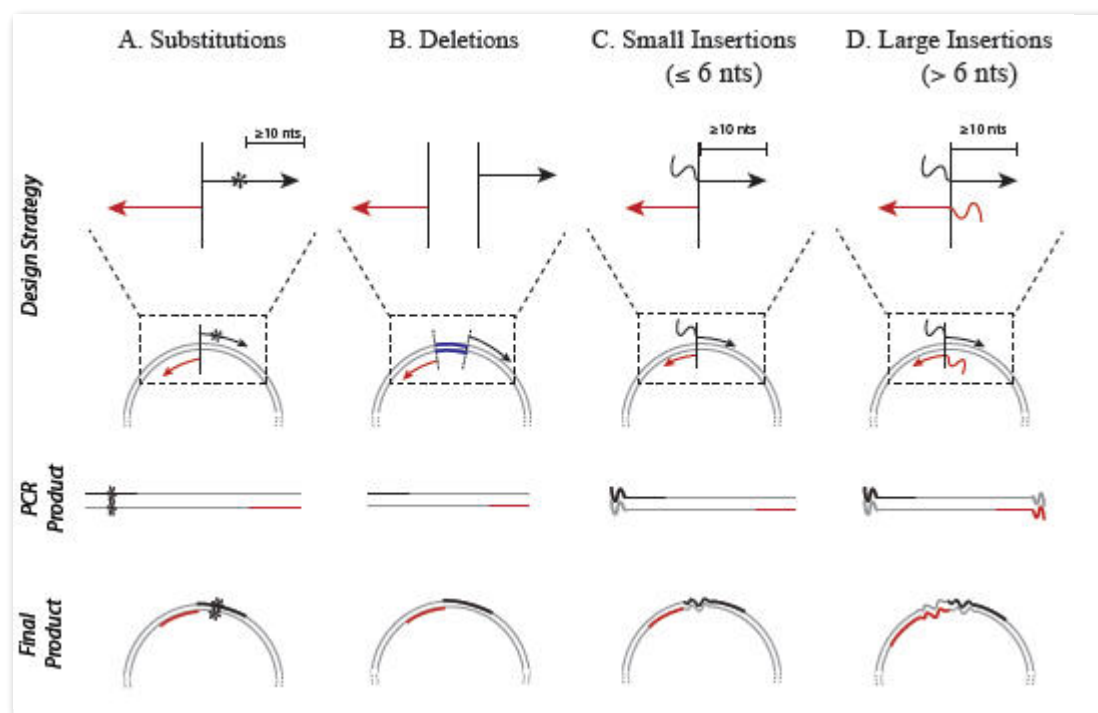 A. Substitutions
B. Deletions
C. Small Insertions
(≤ 6 nts)
D. Large Insertions
(> 6 nts)
Design Strategy
≥10 nts
≥10 nts
≥10 nts
PCR
Product
Final
Product